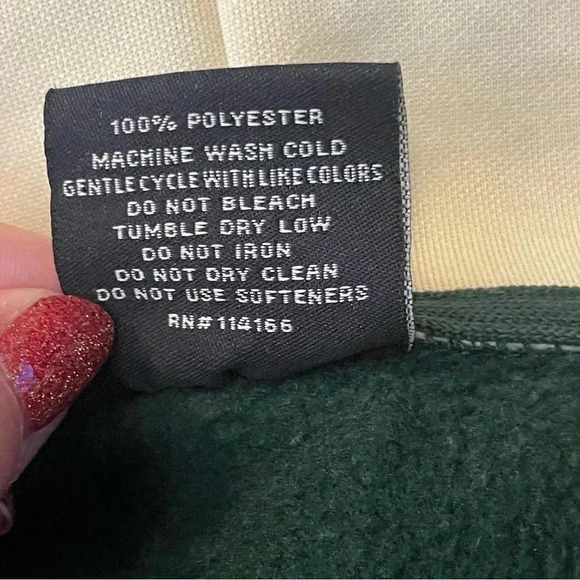 100% POLYESTER
MACHINE WASH COLD
GENTLE CYCLE WITH LIKE COLORS
DO NOT BLEACH
TUMBLE DRY LOW
DO NOT IRON
DO NOT DRY CLEAN
DO NOT USE SOFTENERS
RN# 114166